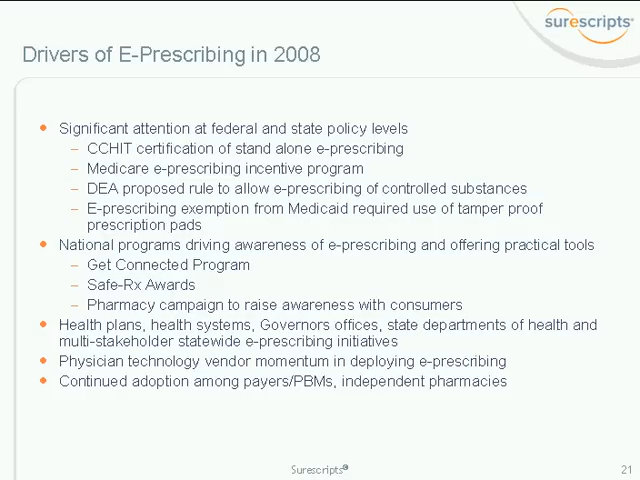 surescripts
Drivers of E-Prescribing in 2008
• Significant attention at federal and state policy levels
– CCHIT certification of stand alone e-prescribing
– Medicare e-prescribing incentive program
– DEA proposed rule to allow e-prescribing of controlled substances
– E-prescribing exemption from Medicaid required use of tamper proof
prescription pads
• National programs driving awareness of e-prescribing and offering practical tools
– Get Connected Program
– Safe-Rx Awards
– Pharmacy campaign to raise awareness with consumers
• Health plans, health systems, Governors offices, state departments of health and
multi-stakeholder statewide e-prescribing initiatives
• Physician technology vendor momentum in deploying e-prescribing
• Continued adoption among payers/PBMs, independent pharmacies
Surescripts®
21